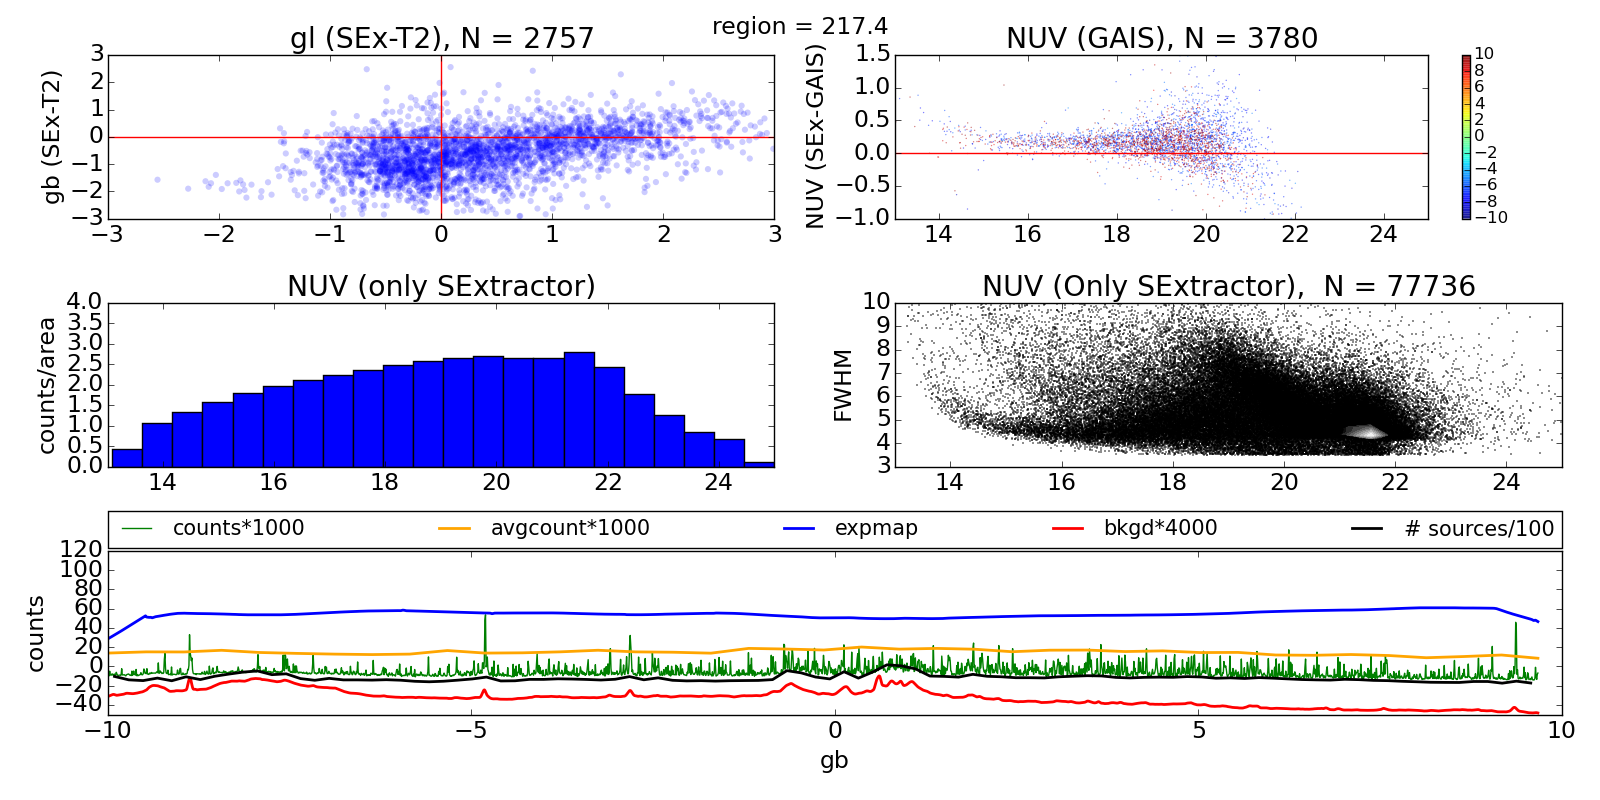 region = 217.4
gl (SEx-T2), N = 2757
gb (SEx-T2)
3
2
1
0
−1
−2
−3
−3 −2 −1 0 1 2 3
NUV (GAIS), N = 3780
NUV (SEx-GAIS)
1.5
1.0
0.5
0.0
−0.5
−1.0
14 16 18 20 22 24
10
8
6
4
2
0
−2
−4
−6
−8
−10
NUV (only SExtractor)
counts/area
4.0
3.5
3.0
2.5
2.0
1.5
1.0
0.5
0.0
14 16 18 20 22 24
NUV (Only SExtractor),  N = 77736
FWHM
10
9
8
7
6
5
4
3
14 16 18 20 22 24
counts*1000 avgcount*1000 expmap bkgd*4000 # sources/100
counts
120
100
80
60
40
20
0
−20
−40
−10 −5 0 5 10
gb